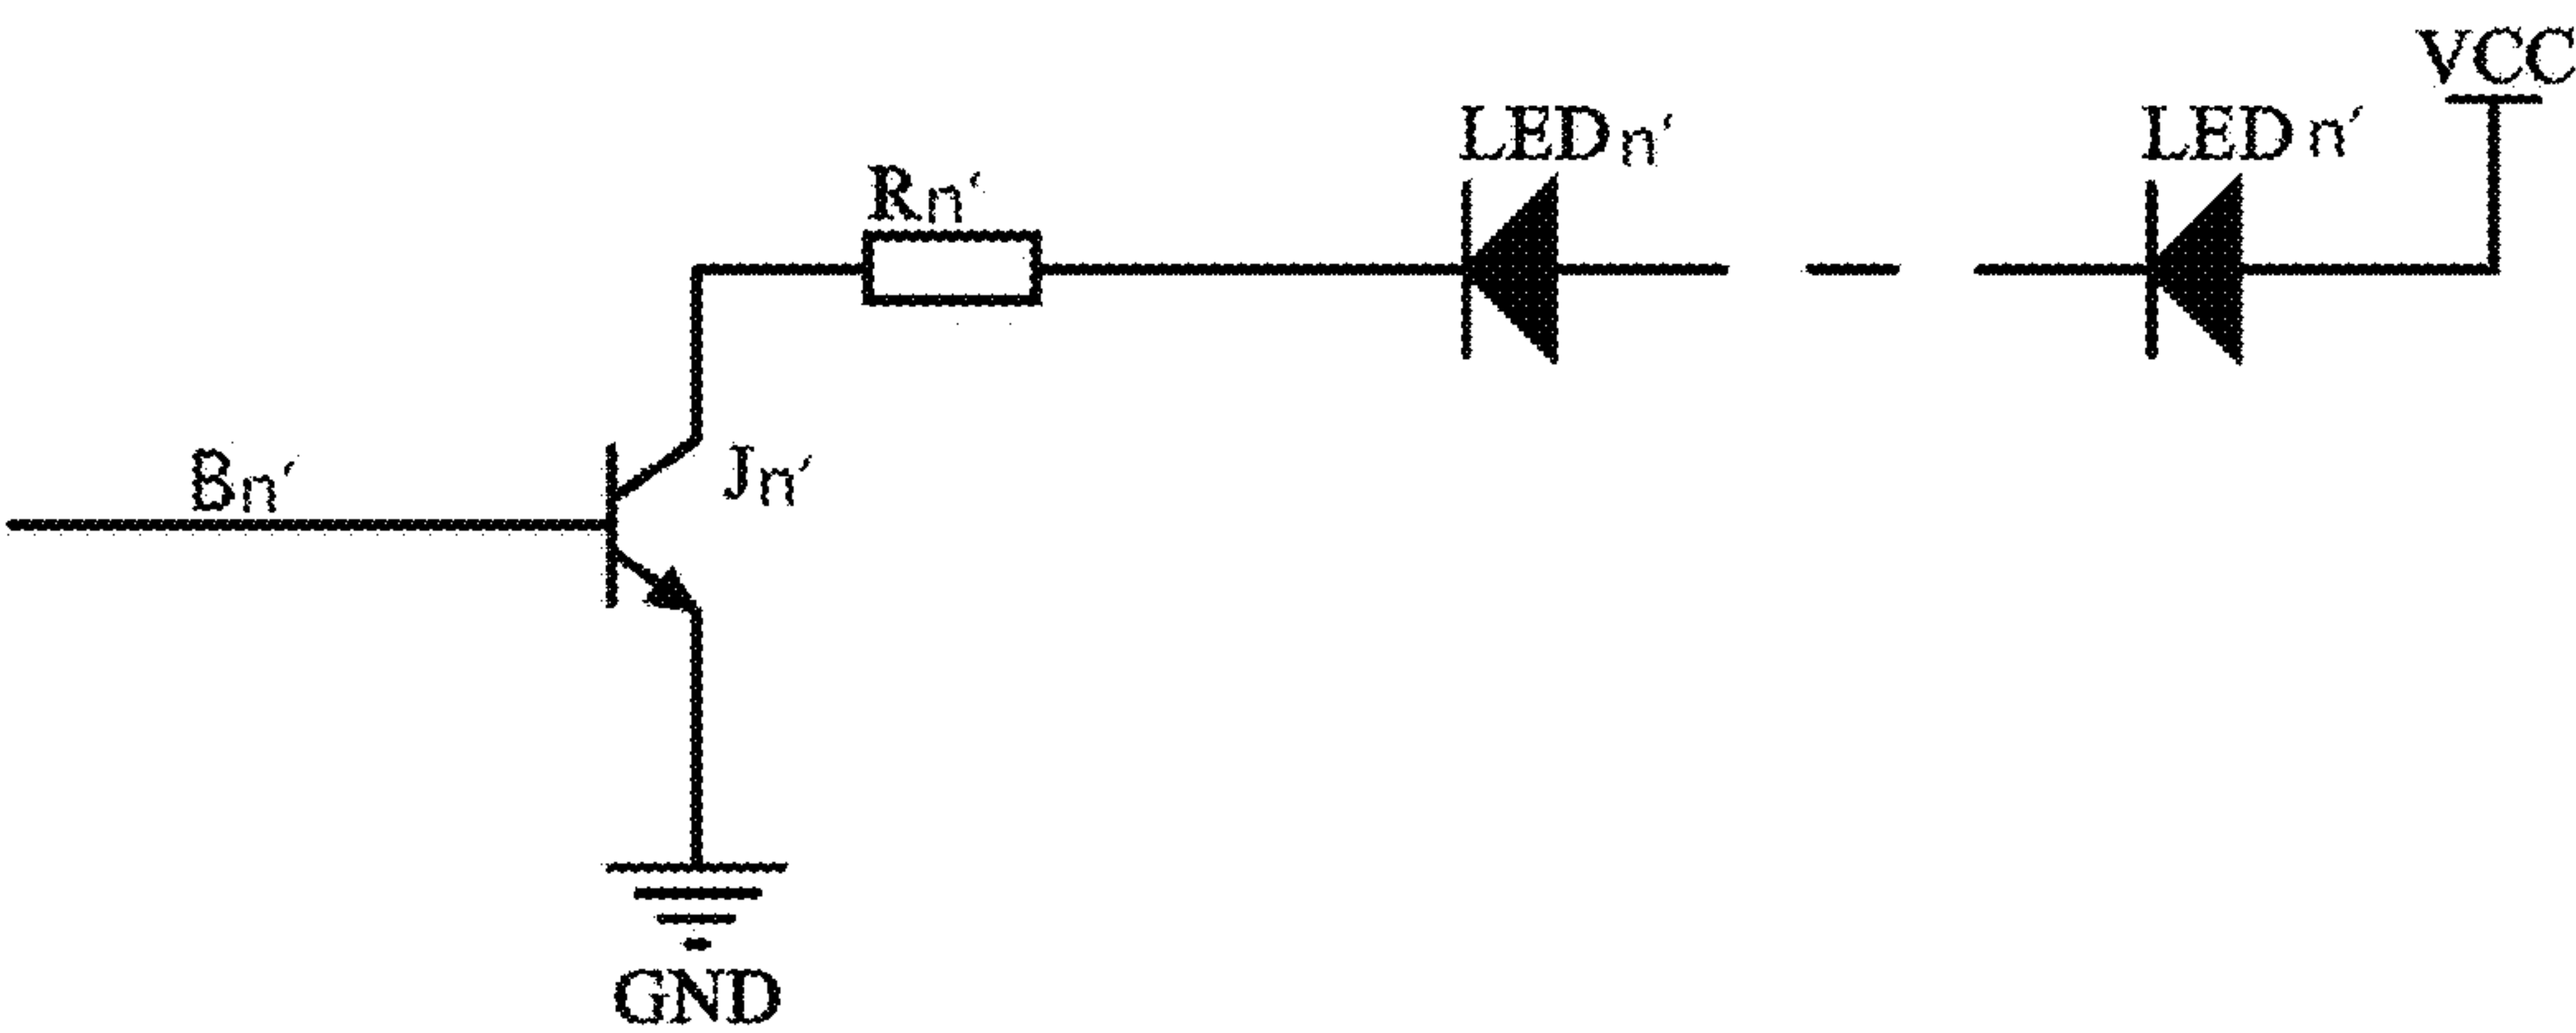 VCC
LEDn′
LEDn′
Rn′
Jn′
Bn′
GND